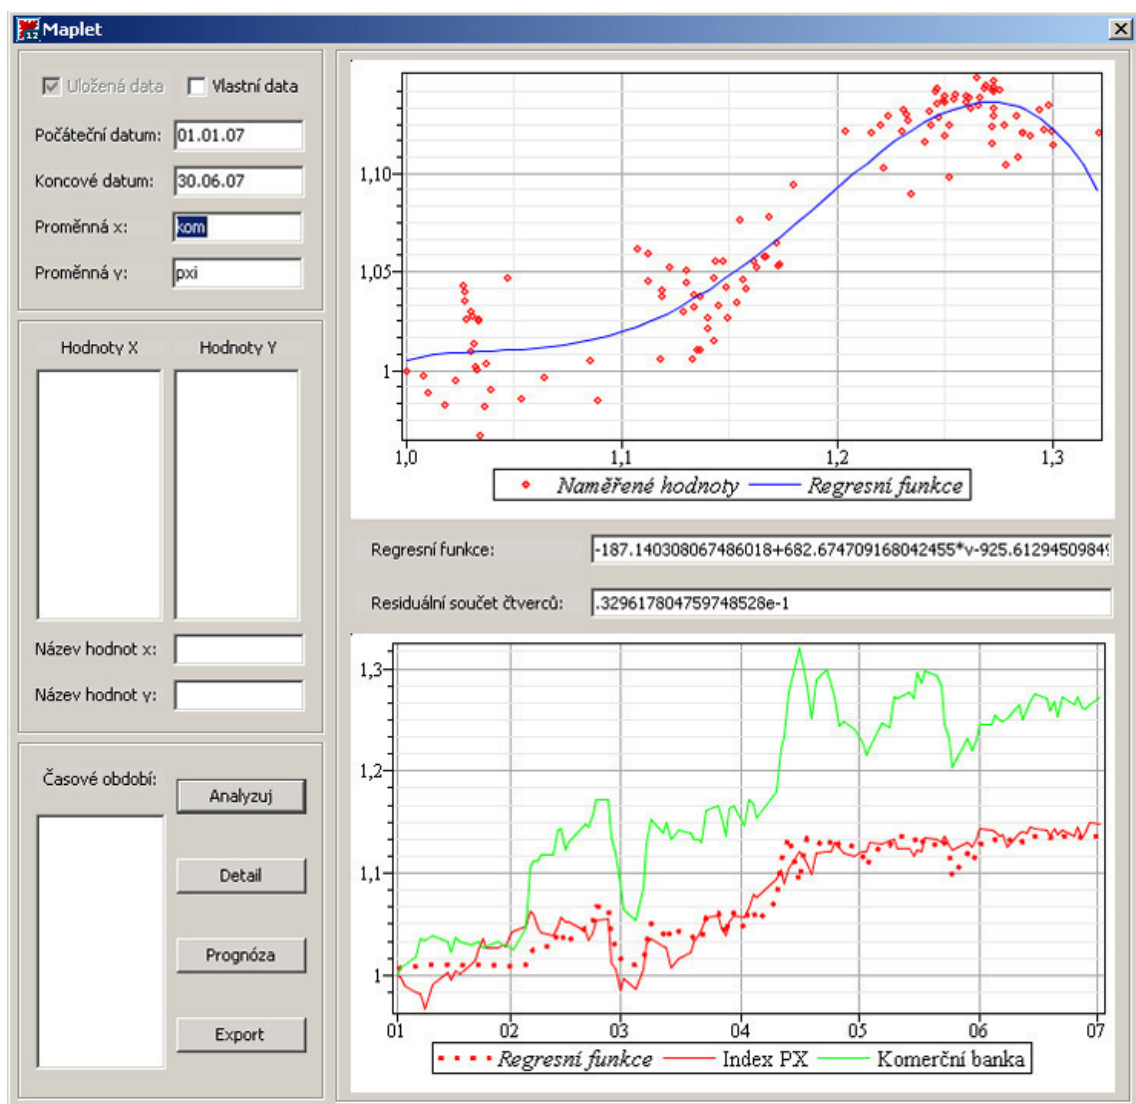 Maplet
Uložená data Vlastní data
Počáteční datum: 01.01.07
Koncové datum: 30.06.07
Proměnná x: kom
Proměnná y: pxi
Hodnoty X Hodnoty Y
Název hodnot x:
Název hodnot y:
Časové období:
Analyzuj
Detail
Prognóza
Export
1,10
1,05
1
1,0 1,1 1,2 1,3
Naměřené hodnoty Regresní funkce
Regresní funkce: -187.140308067486018+682.674709168042455*v-925.61294509849
Residuální součet čtverců: .329617804759748528e-1
1,3
1,2
1,1
1
01 02 03 04 05 06 07
Regresní funkce Index PX Komerční banka